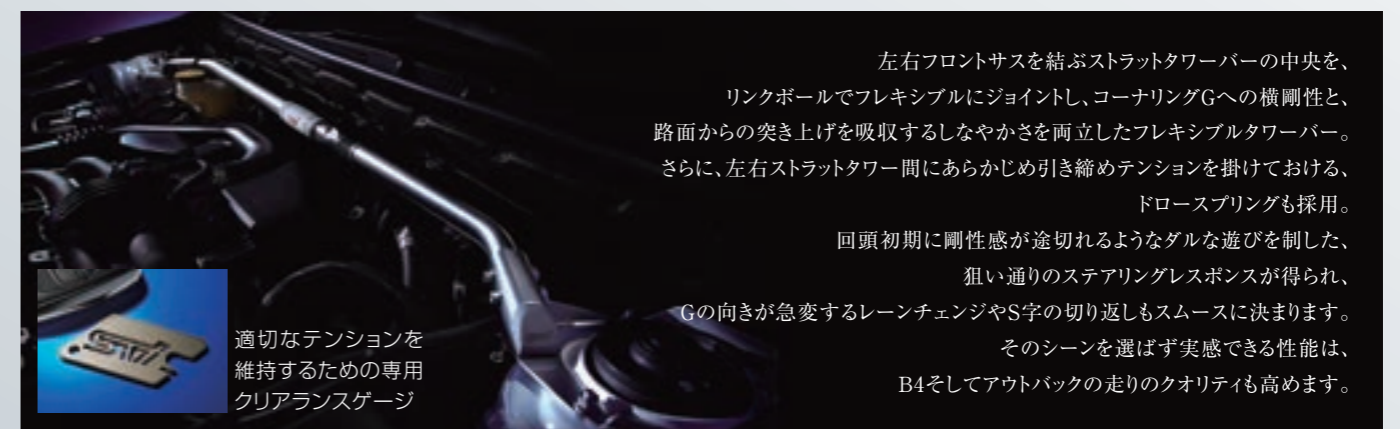 左右フロントサスを結ぶストラットタワーバーの中央を、
リンクボールでフレキシブルにジョイントし、コーナリングGへの横剛性と、
路面からの突き上げを吸収するしなやかさを両立したフレキシブルタワーバー。
さらに、左右ストラットタワー間にあらかじめ引き締めテンションを掛けておける、
ドロースプリングも採用。
回頭初期に剛性感が途切れるようなダルな遊びを制した、
狙い通りのステアリングレスポンスが得られ、
Gの向きが急変するレーンチェンジやS字の切り返しもスムースに決まります。
そのシーンを選ばず実感できる性能は、
B4そしてアウトバックの走りのクオリティも高めます。
STI
適切なテンションを
維持するための専用
クリアランスゲージ